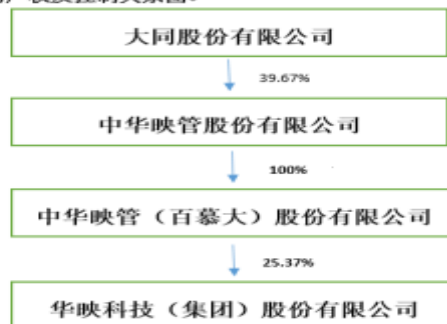 大同股份有限公司
39.67%
中华映管股份有限公司
100%
中华映管（百慕大）股份有限公司
25.37%
华映科技（集团）股份有限公司